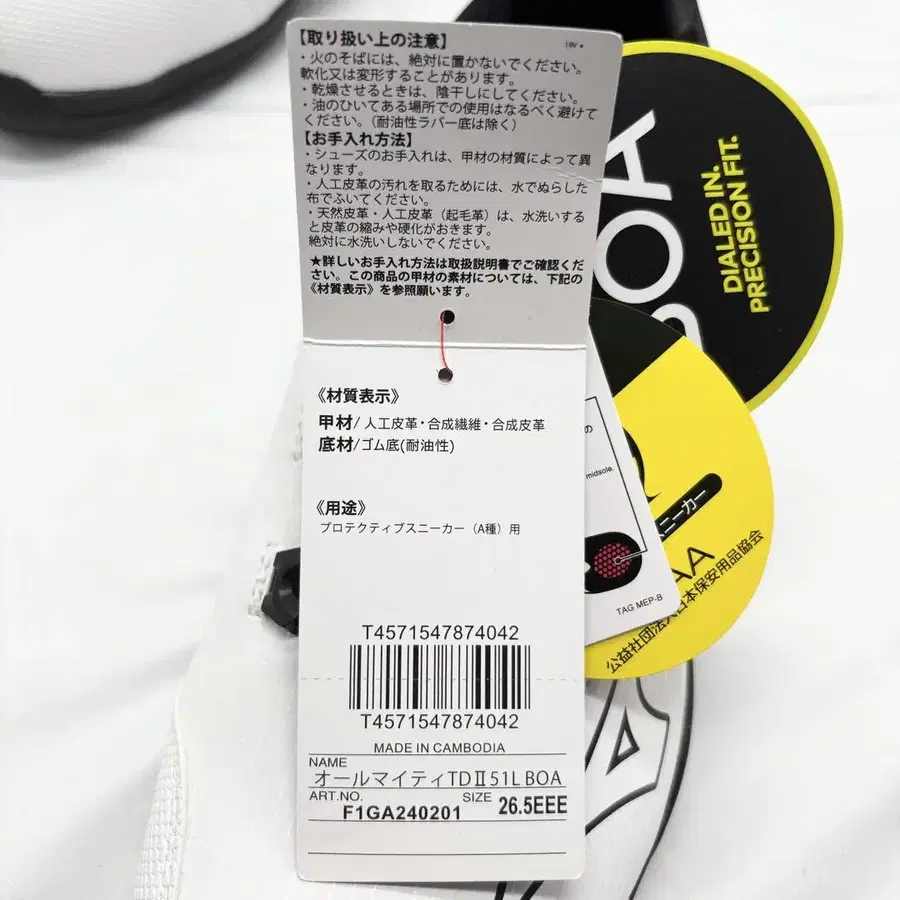 【取り扱い上の注意】
19V
・火のそばには、絶対に置かないでください。
軟化又は変形することがあります。
・乾燥させるときは、陰干しにしてください。
・油のひいてある場所での使用はなるべく避けて
ください。（耐油性ラバー底は除く）
【お手入れ方法】
・シューズのお手入れは、甲材の材質によって異
なります。
・人工皮革の汚れを取るためには、水でぬらした
布でふいてください。
・天然皮革・人工皮革（起毛革）は、水洗いする
と皮革の縮みや硬化がおきます。
絶対に水洗いしないでください。
★詳しいお手入れ方法は取扱説明書でご確認くだ
さい。この商品の甲材の素材については、下記の
《材質表示》を参照願います。
《材質表示》
甲材/人工皮革・合成繊維・合成皮革
底材/ゴム底(耐油性)
《用途》
プロテクティブスニーカー（A種）用
T4571547874042
T4571547874042
MADE IN CAMBODIA
NAME
オールマイティTDⅡ51L BOA
ART.NO.
F1GA240201
SIZE
26.5EEE
BOA
DIALED IN.
PRECISION FIT.
の
midsole.
TAG MEP-B
スニーカー
AA
公益社団法人日本保安用品協会